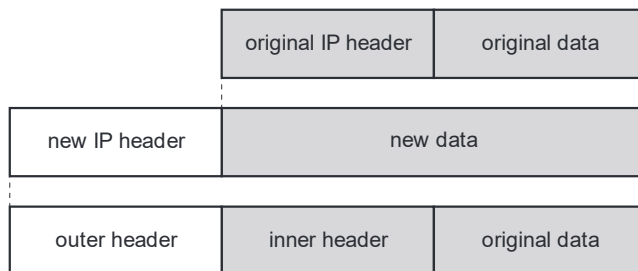 original IP header original data
new IP header new data
outer header inner header original data